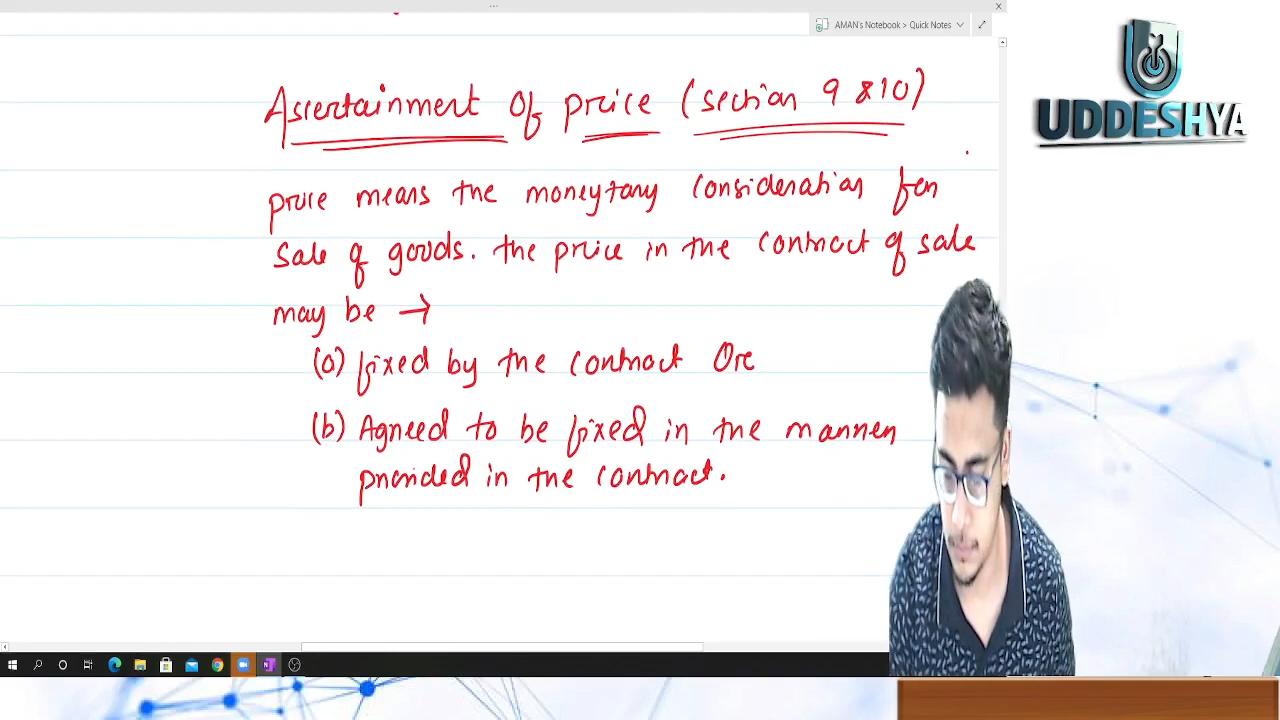 AMAN's Notebook > Quick Notes
UDDESHYA
Ascertainment of price (section 9 &10)
price means the moneytary consideration for
sale of goods. the price in the contract of sale
may be →
(a) fixed by the contract Or
(b) Agreed to be fixed in the manner
provided in the contract.